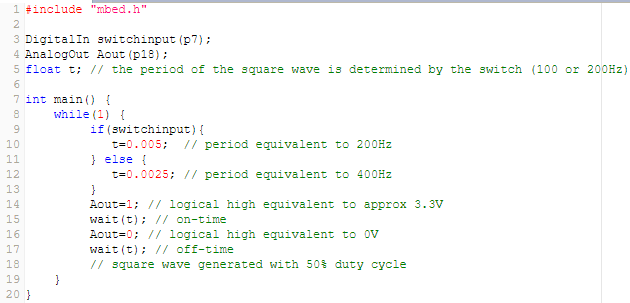 1 #include "mbed.h"
2
3 DigitalIn switchinput(p7);
4 AnalogOut Aout(p18);
5 float t; // the period of the square wave is determined by the switch (100 or 200Hz)
6
7 int main() {
8     while(1) {
9         if(switchinput){
10            t=0.005;  // period equivalent to 200Hz
11        } else {
12            t=0.0025; // period equivalent to 400Hz
13        }
14        Aout=1; // logical high equivalent to approx 3.3V
15        wait(t); // on-time
16        Aout=0; // logical high equivalent to 0V
17        wait(t); // off-time
18        // square wave generated with 50% duty cycle
19    }
20 }